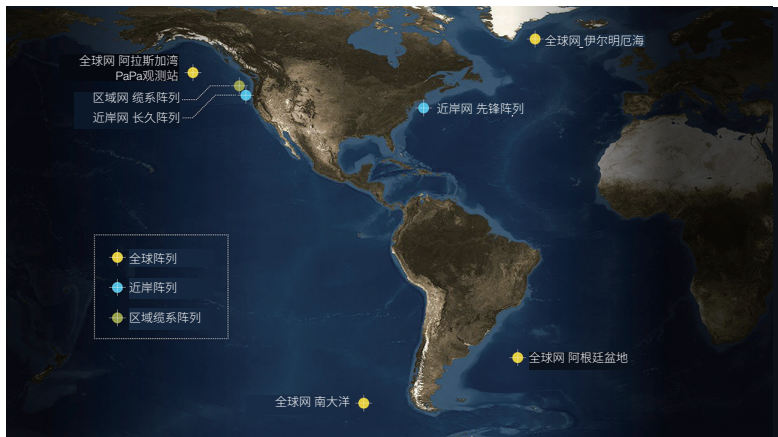 全球网_伊尔明厄海
全球网 阿拉斯加湾
PaPa观测站
区域网 缆系阵列
近岸网 长久阵列
近岸网 先锋阵列
全球阵列
近岸阵列
区域缆系阵列
全球网 阿根廷盆地
全球网 南大洋